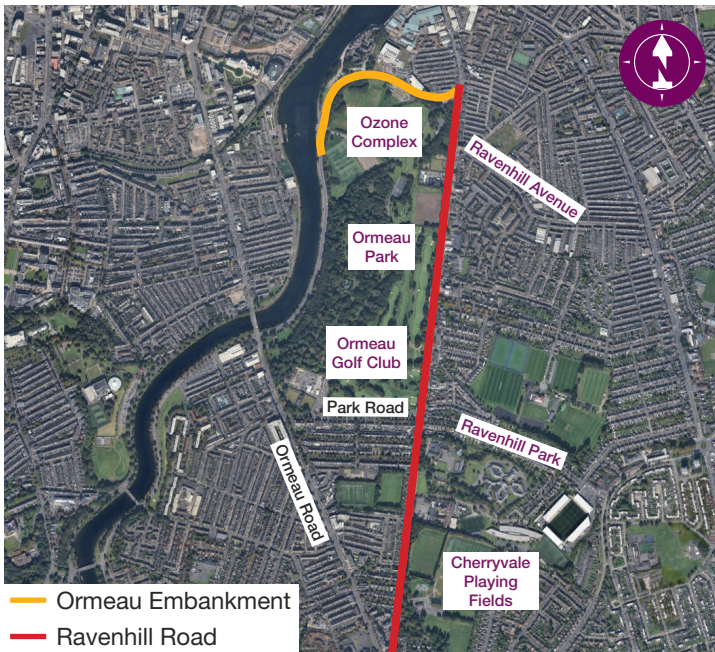 N
Ozone
Complex
Ravenhill Avenue
Ormeau
Park
Ormeau
Golf Club
Park Road
Ravenhill Park
Ormeau Road
Cherryvale
Playing
Fields
Ormeau Embankment
Ravenhill Road